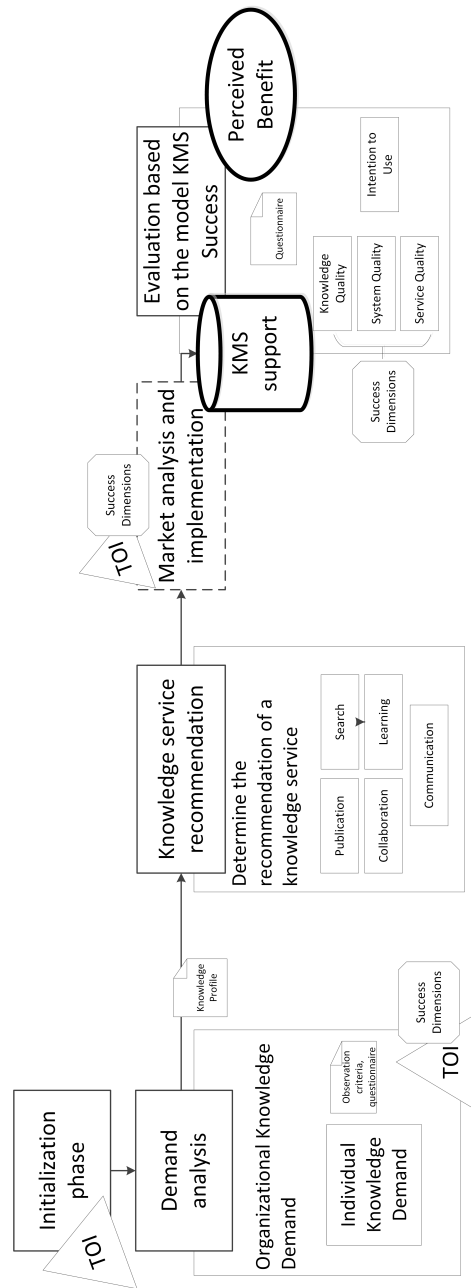 Initialization
phase
TOI
Demand
analysis
Organizational Knowledge
Demand
Individual
Knowledge
Demand
Observation
criteria,
questionnaire
Success
Dimensions
TOI
Knowledge
Profile
Knowledge service
recommendation
Determine the
recommendation of a
knowledge service
Publication
Search
Collaboration
Learning
Communication
TOI
Success
Dimensions
Market analysis and
implementation
KMS
support
Evaluation based
on the model KMS
Success
Perceived
Benefit
Questionnaire
Success
Dimensions
Knowledge
Quality
System Quality
Service Quality
Intention to
Use